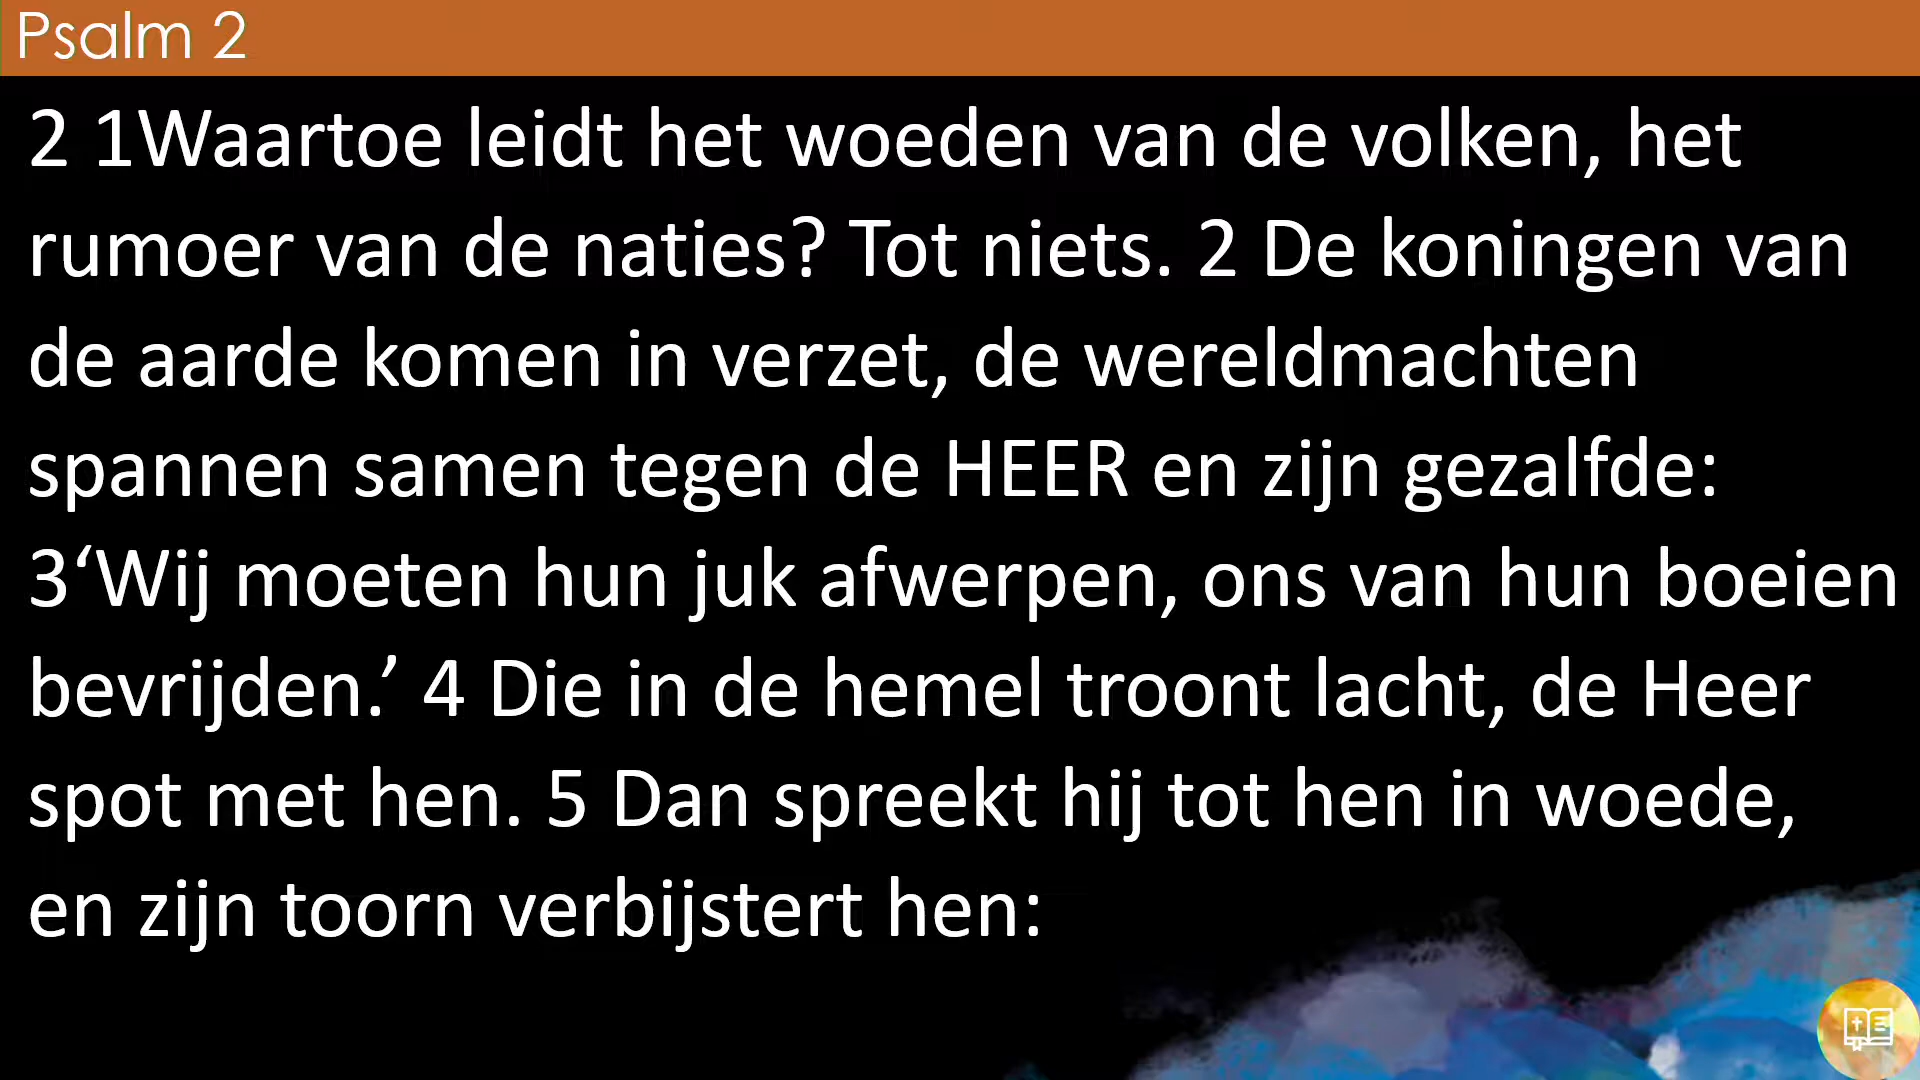 Psalm 2
2 1Waartoe leidt het woeden van de volken, het
rumoer van de naties? Tot niets. 2 De koningen van
de aarde komen in verzet, de wereldmachten
spannen samen tegen de HEER en zijn gezalfde:
3‘Wij moeten hun juk afwerpen, ons van hun boeien
bevrijden.’ 4 Die in de hemel troont lacht, de Heer
spot met hen. 5 Dan spreekt hij tot hen in woede,
en zijn toorn verbijstert hen: